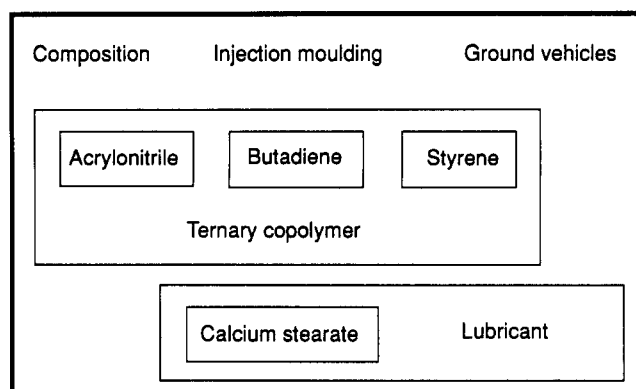 Composition Injection moulding Ground vehicles
Acrylonitrile Butadiene Styrene
Ternary copolymer
Calcium stearate Lubricant